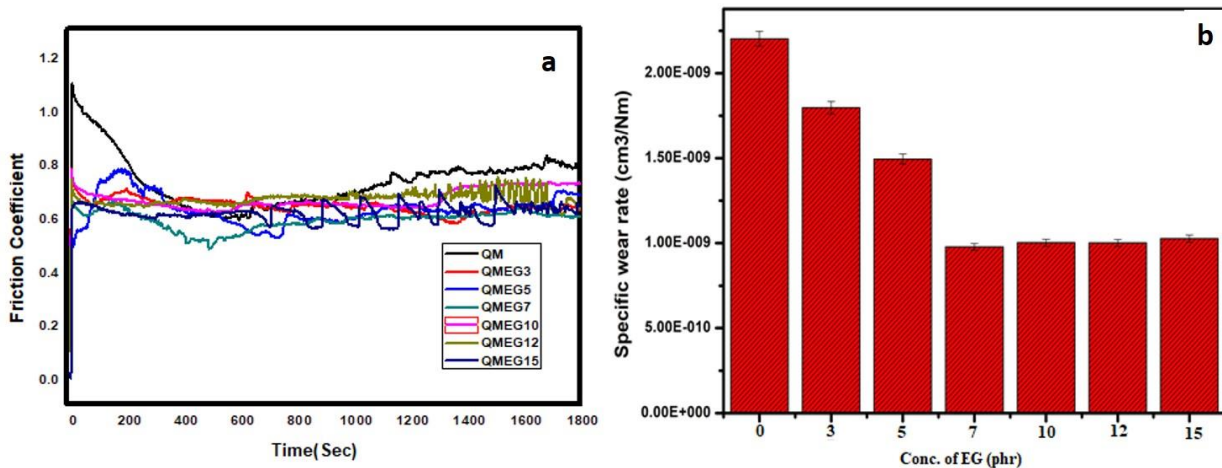 a
1.2
1.0
0.8
0.6
0.4
0.2
0.0
Friction Coefficient
QM
QMEG3
QMEG5
QMEG7
QMEG10
QMEG12
QMEG15
0 200 400 600 800 1000 1200 1400 1600 1800
Time( Sec)
b
2.00E-009
1.50E-009
1.00E-009
5.00E-010
0.00E+000
Specific wear rate (cm3/Nm)
0 3 5 7 10 12 15
Conc. of EG (phr)